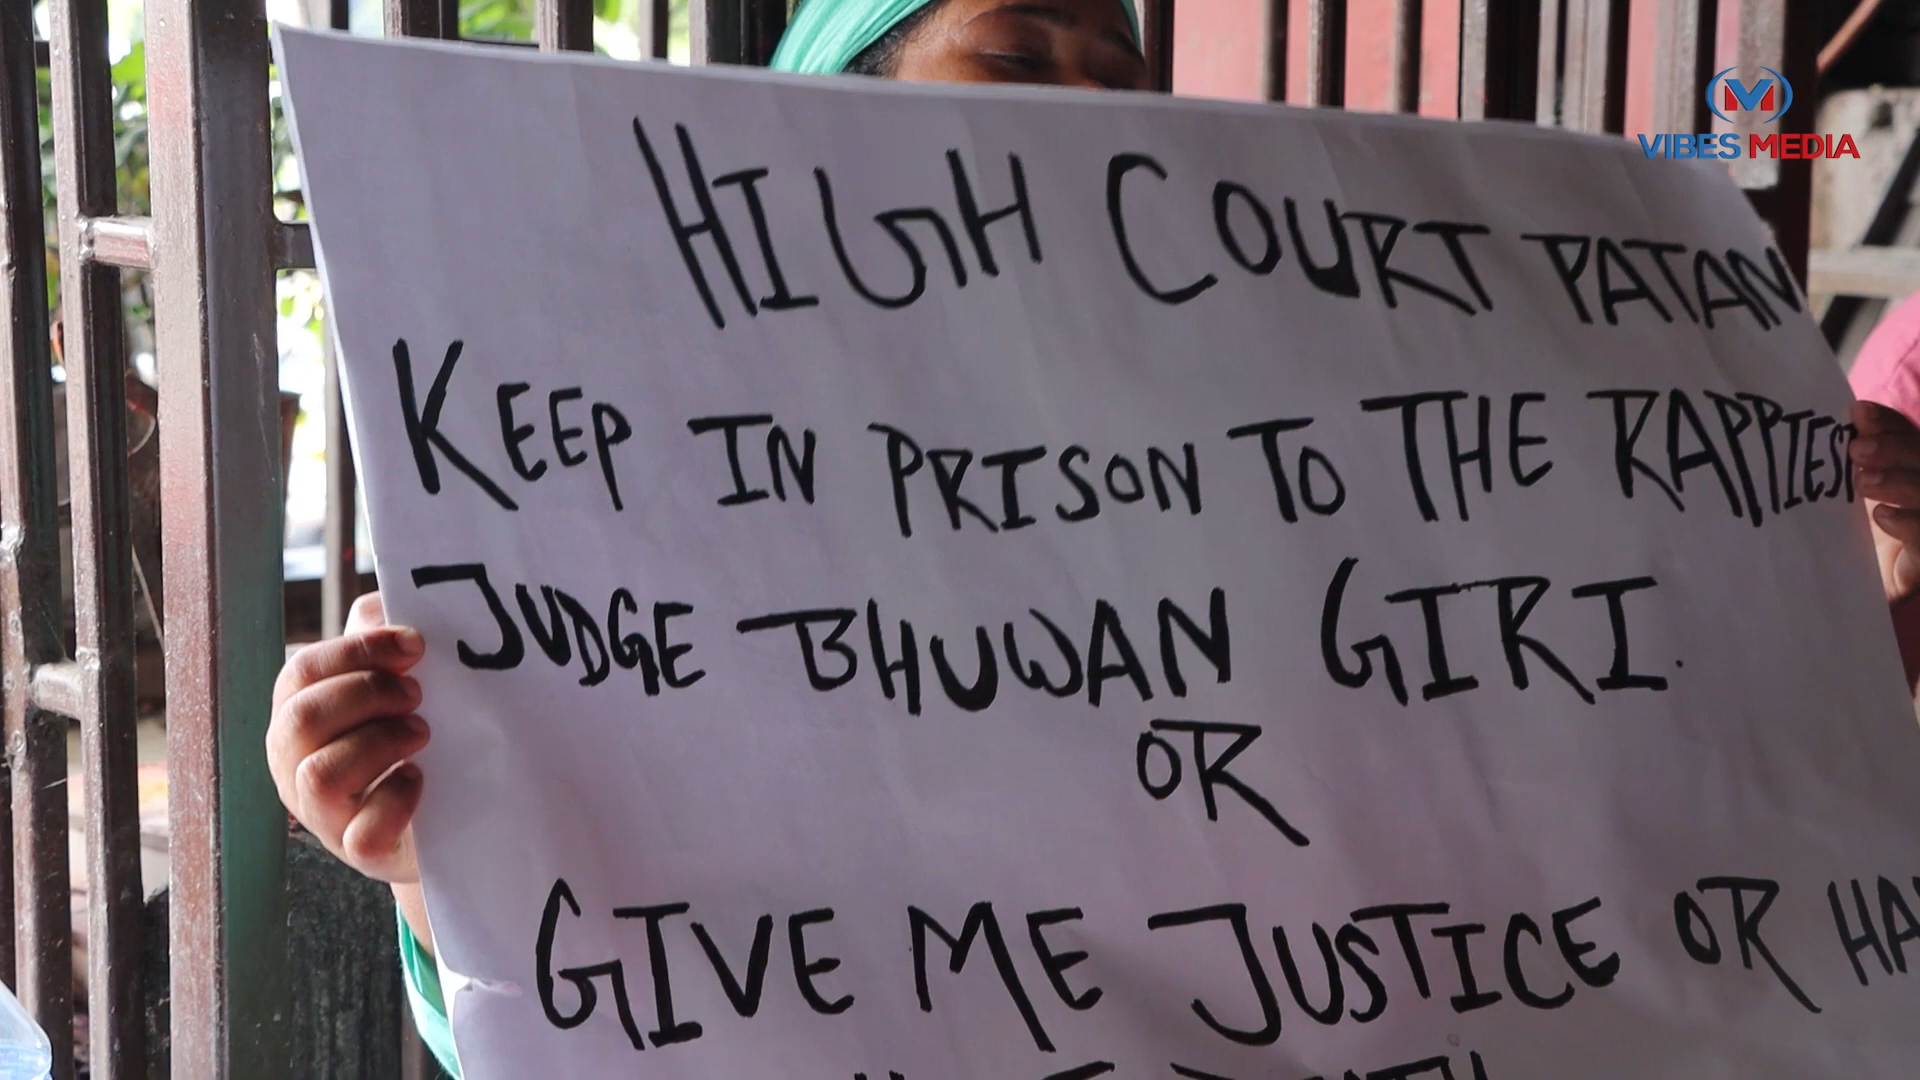 VIBES MEDIA
HIGH COURT PATAN
KEEP IN PRISON TO THE RAPPIEST
JUDGE BHUWAN GIRI.
OR
GIVE ME JUSTICE OR HA